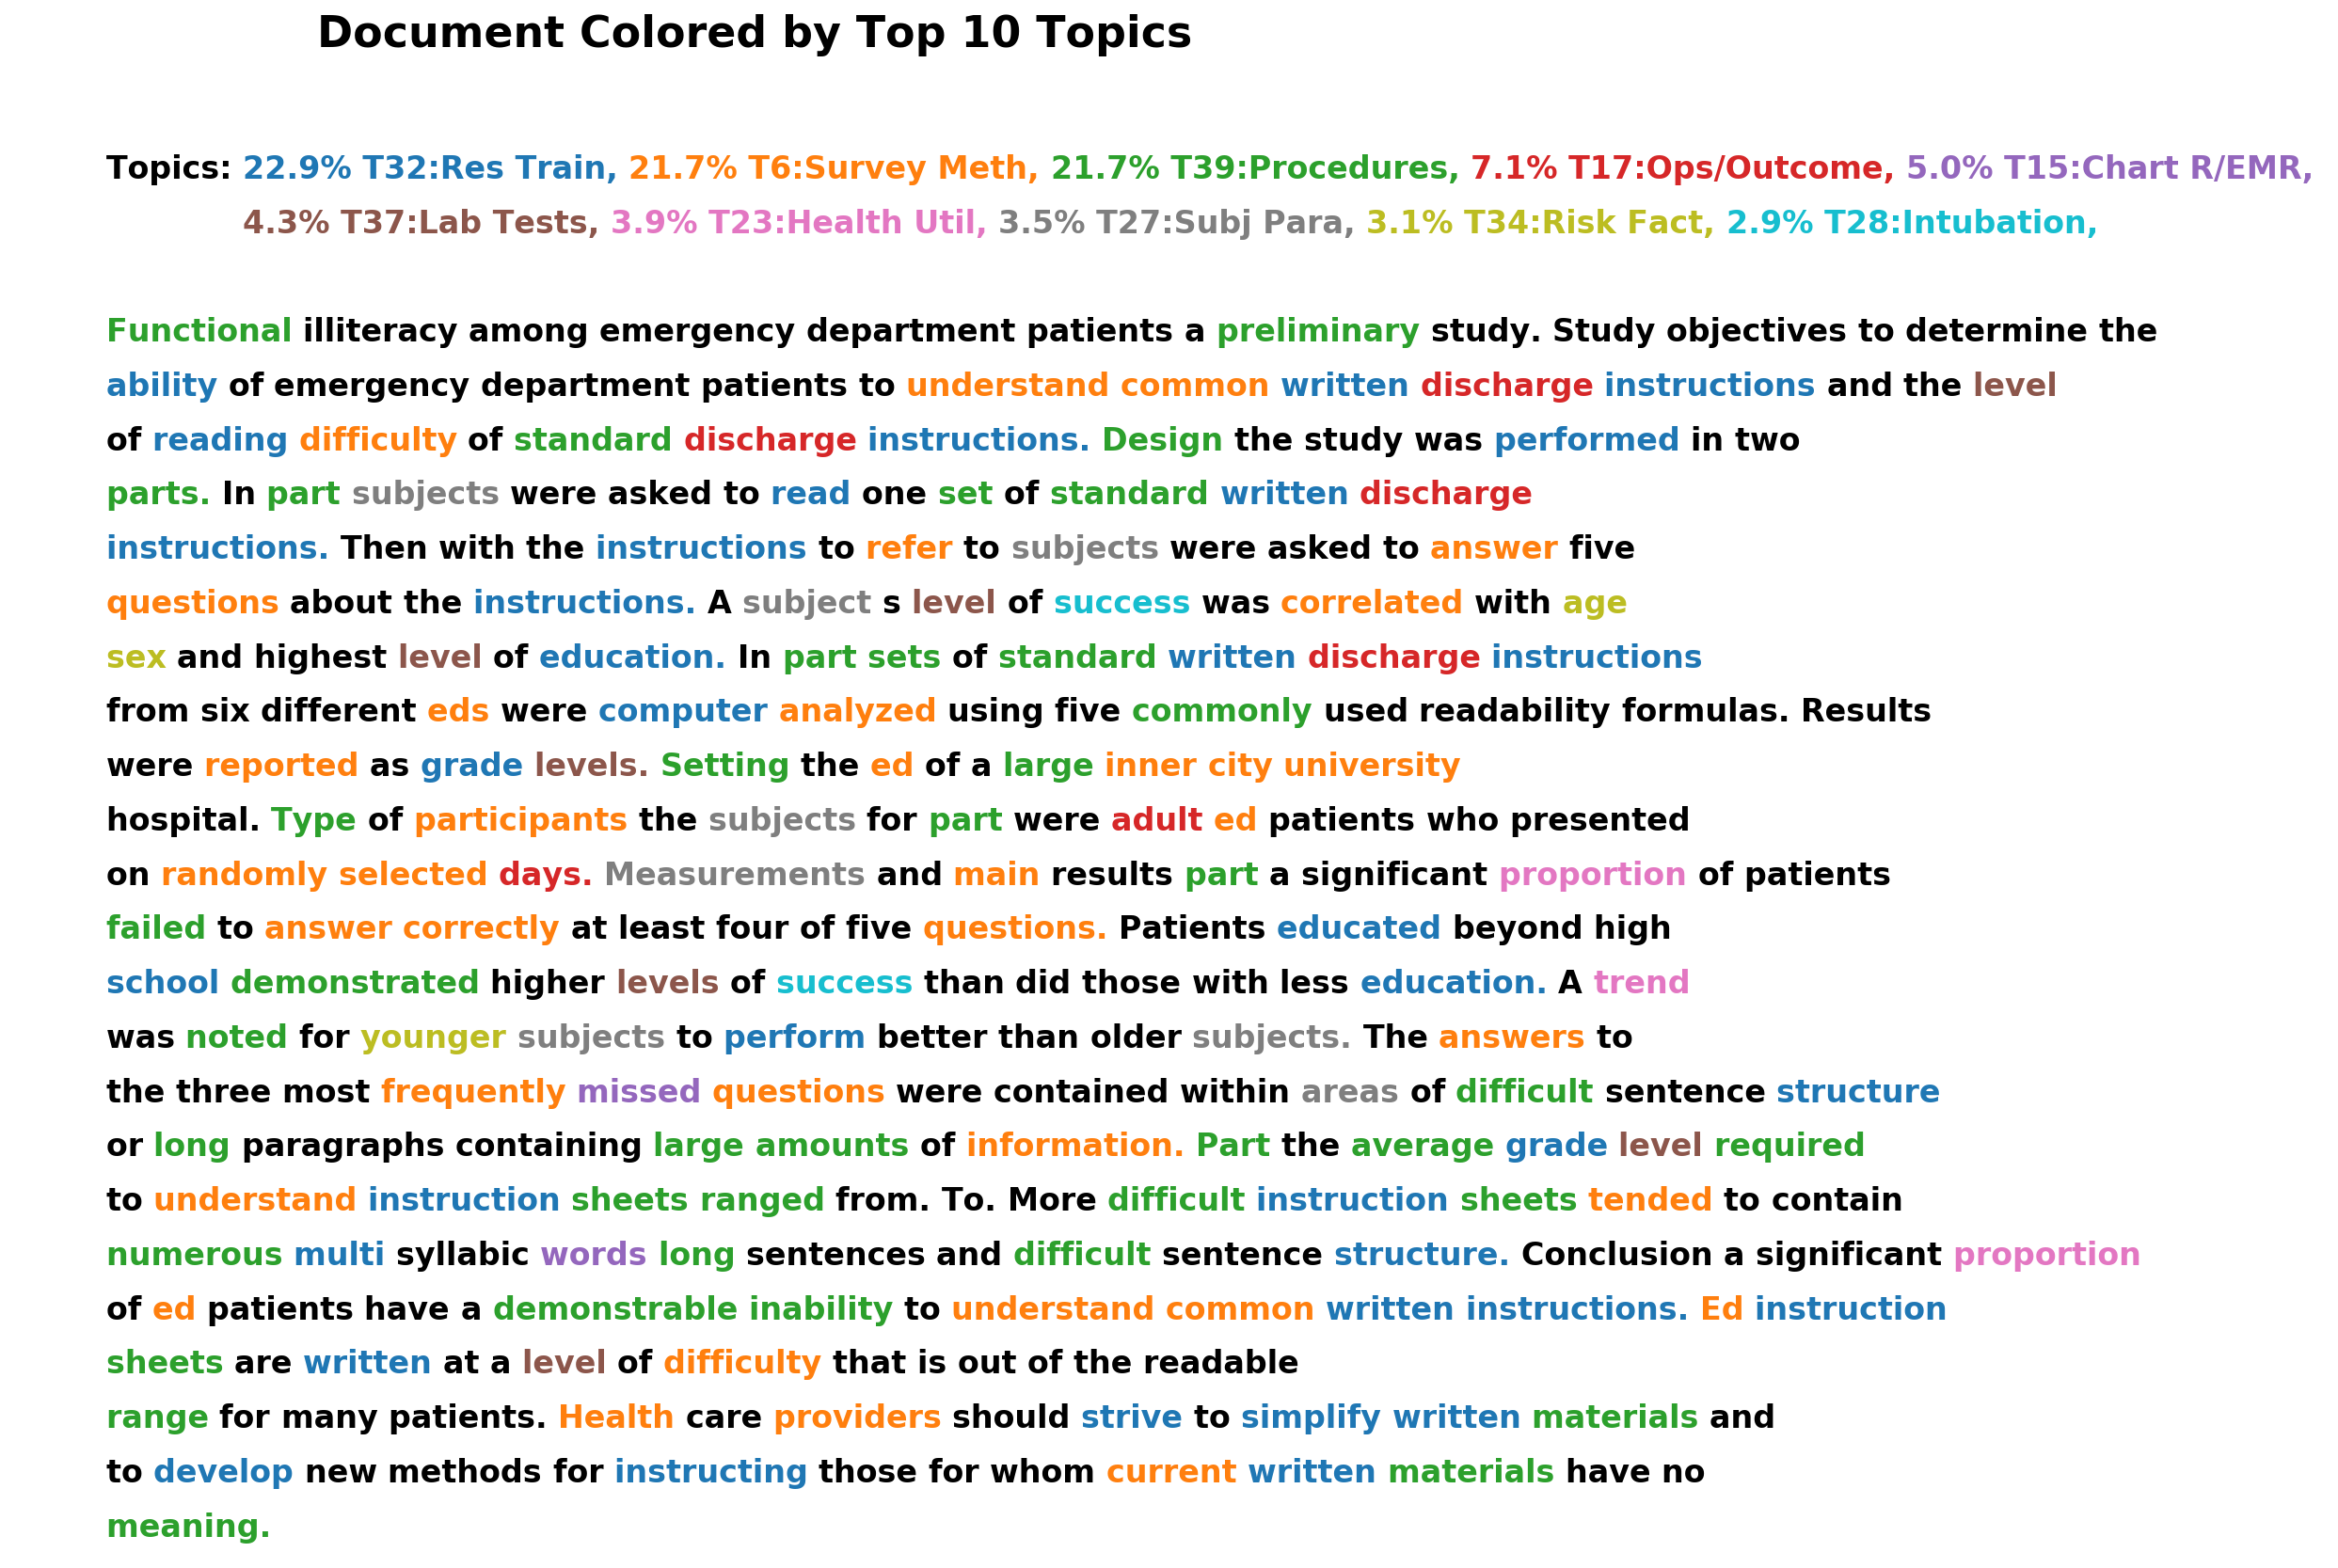 Document Colored by Top 10 Topics
Topics: 22.9% T32:Res Train, 21.7% T6:Survey Meth, 21.7% T39:Procedures, 7.1% T17:Ops/Outcome, 5.0% T15:Chart R/EMR,
4.3% T37:Lab Tests, 3.9% T23:Health Util, 3.5% T27:Subj Para, 3.1% T34:Risk Fact, 2.9% T28:Intubation,
Functional illiteracy among emergency department patients a preliminary study. Study objectives to determine the
ability of emergency department patients to understand common written discharge instructions and the level
of reading difficulty of standard discharge instructions. Design the study was performed in two
parts. In part subjects were asked to read one set of standard written discharge
instructions. Then with the instructions to refer to subjects were asked to answer five
questions about the instructions. A subject s level of success was correlated with age
sex and highest level of education. In part sets of standard written discharge instructions
from six different eds were computer analyzed using five commonly used readability formulas. Results
were reported as grade levels. Setting the ed of a large inner city university
hospital. Type of participants the subjects for part were adult ed patients who presented
on randomly selected days. Measurements and main results part a significant proportion of patients
failed to answer correctly at least four of five questions. Patients educated beyond high
school demonstrated higher levels of success than did those with less education. A trend
was noted for younger subjects to perform better than older subjects. The answers to
the three most frequently missed questions were contained within areas of difficult sentence structure
or long paragraphs containing large amounts of information. Part the average grade level required
to understand instruction sheets ranged from. To. More difficult instruction sheets tended to contain
numerous multi syllabic words long sentences and difficult sentence structure. Conclusion a significant proportion
of ed patients have a demonstrable inability to understand common written instructions. Ed instruction
sheets are written at a level of difficulty that is out of the readable
range for many patients. Health care providers should strive to simplify written materials and
to develop new methods for instructing those for whom current written materials have no
meaning.